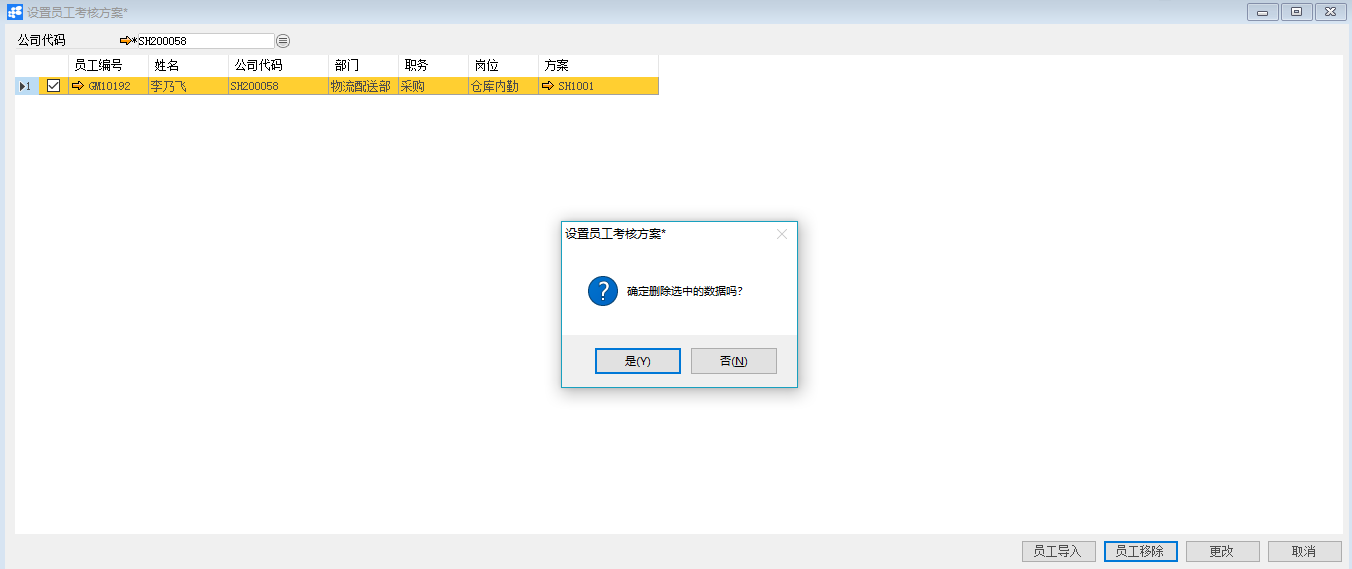 设置员工考核方案*
公司代码 *SH200058
员工编号 姓名 公司代码 部门 职务 岗位 方案
1 GM10192 李乃飞 SH200058 物流配送部 采购 仓库内勤 SH1001
设置员工考核方案*
确定删除选中的数据吗?
是(Y) 否(N)
员工导入 员工移除 更改 取消